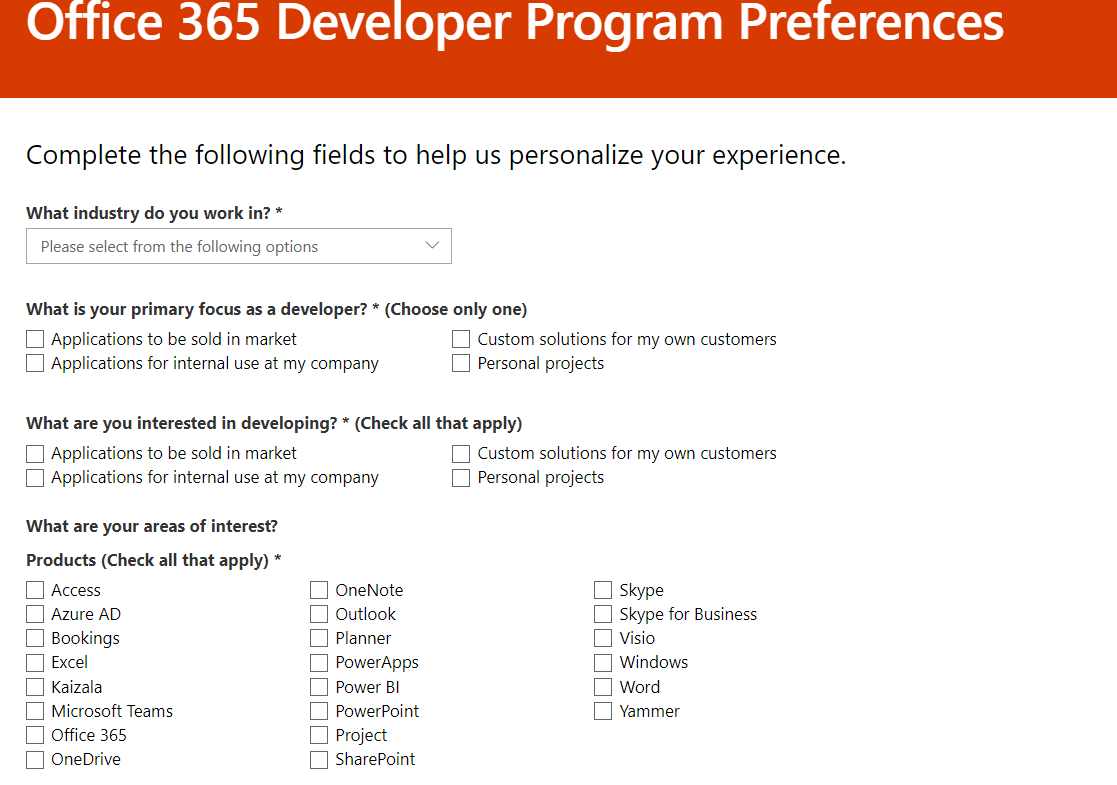 Office 365 Developer Program Preferences
Complete the following fields to help us personalize your experience.
What industry do you work in? *
Please select from the following options
What is your primary focus as a developer? * (Choose only one)
Applications to be sold in market
Custom solutions for my own customers
Applications for internal use at my company
Personal projects
What are you interested in developing? * (Check all that apply)
Applications to be sold in market
Custom solutions for my own customers
Applications for internal use at my company
Personal projects
What are your areas of interest?
Products (Check all that apply) *
Access
Azure AD
Bookings
Excel
Kaizala
Microsoft Teams
Office 365
OneDrive
OneNote
Outlook
Planner
PowerApps
Power BI
PowerPoint
Project
SharePoint
Skype
Skype for Business
Visio
Windows
Word
Yammer